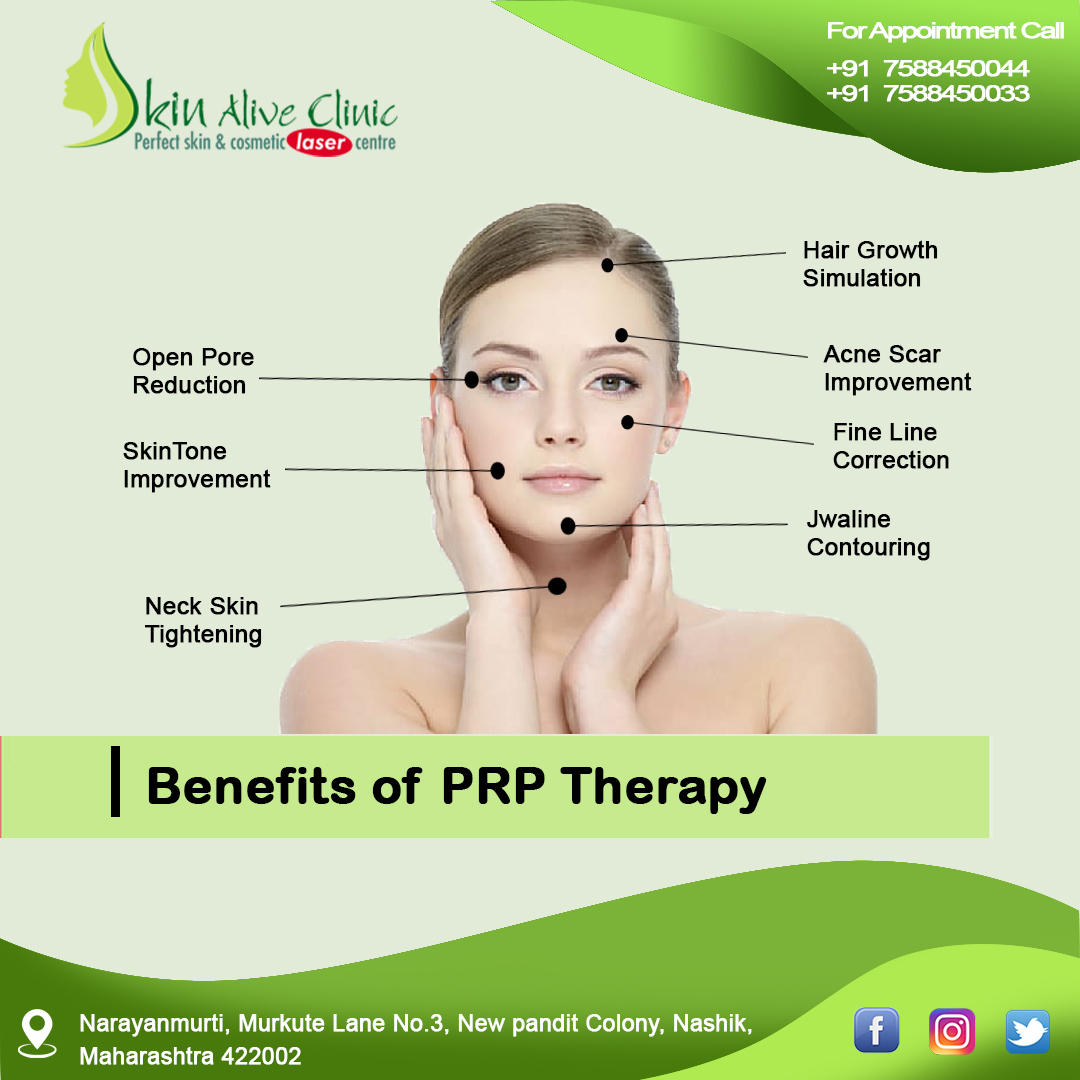 Skin Alive Clinic
Perfect skin & cosmetic laser centre
For Appointment Call
+91 7588450044
+91 7588450033
Hair Growth
Simulation
Open Pore
Reduction
Acne Scar
Improvement
SkinTone
Improvement
Fine Line
Correction
Jwaline
Contouring
Neck Skin
Tightening
Benefits of PRP Therapy
Narayanmurti, Murkute Lane No.3, New pandit Colony, Nashik,
Maharashtra 422002